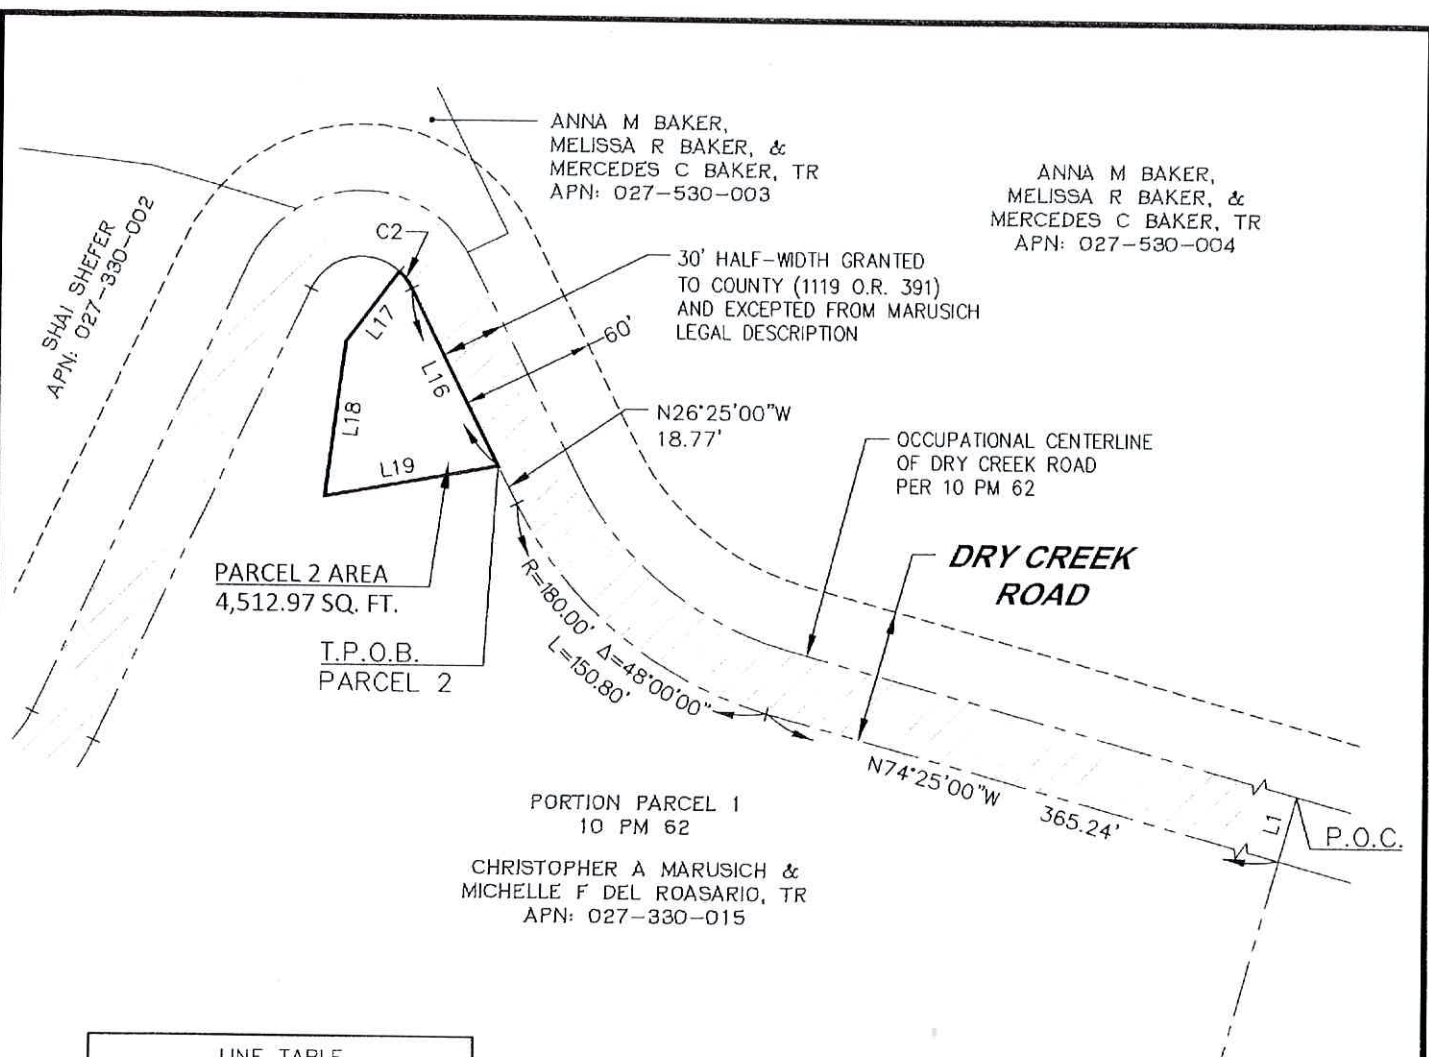 ANNA M BAKER,
MELISSA R BAKER, &
MERCEDES C BAKER, TR
APN: 027-530-003
ANNA M BAKER,
MELISSA R BAKER, &
MERCEDES C BAKER, TR
APN: 027-530-004
SHAI SHEFER
APN: 027-330-002
C2
30' HALF-WIDTH GRANTED
TO COUNTY (1119 O.R. 391)
AND EXCEPTED FROM MARUSICH
LEGAL DESCRIPTION
60'
L17
L16
L18
L19
N26°25'00"W
18.77'
OCCUPATIONAL CENTERLINE
OF DRY CREEK ROAD
PER 10 PM 62
DRY CREEK
ROAD
PARCEL 2 AREA
4,512.97 SQ. FT.
T.P.O.B.
PARCEL 2
R=180.00' Δ=48°00'00"
L=150.80'
N74°25'00"W 365.24'
L1
P.O.C.
PORTION PARCEL 1
10 PM 62
CHRISTOPHER A MARUSICH &
MICHELLE F DEL ROASARIO, TR
APN: 027-330-015
LINE TABLE